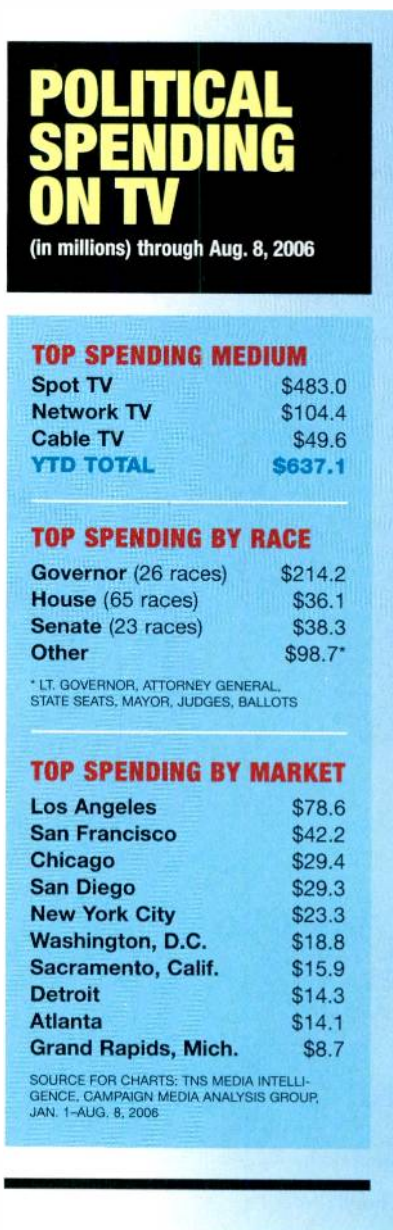 POLITICAL
SPENDING
ON TV
(in millions) through Aug. 8, 2006
TOP SPENDING MEDIUM
Spot TV $483.0
Network TV $104.4
Cable TV $49.6
YTD TOTAL $637.1
TOP SPENDING BY RACE
Governor (26 races) $214.2
House (65 races) $36.1
Senate (23 races) $38.3
Other $98.7*
* LT. GOVERNOR, ATTORNEY GENERAL,
STATE SEATS, MAYOR, JUDGES, BALLOTS
TOP SPENDING BY MARKET
Los Angeles $78.6
San Francisco $42.2
Chicago $29.4
San Diego $29.3
New York City $23.3
Washington, D.C. $18.8
Sacramento, Calif. $15.9
Detroit $14.3
Atlanta $14.1
Grand Rapids, Mich. $8.7
SOURCE FOR CHARTS: TNS MEDIA INTELLI-
GENCE, CAMPAIGN MEDIA ANALYSIS GROUP,
JAN. 1–AUG. 8, 2006